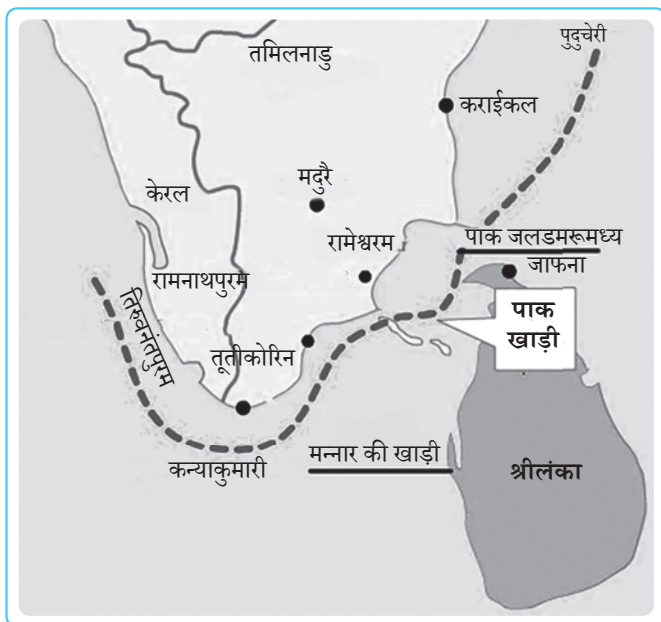 पुदुचेरी
तमिलनाडु
कराईकल
मदुरै
केरल
रामेश्वरम
पाक जलडमरूमध्य
जाफना
रामनाथपुरम
तिरुवनंतपुरम
पाक
खाड़ी
तूतीकोरिन
मन्नार की खाड़ी
श्रीलंका
कन्याकुमारी